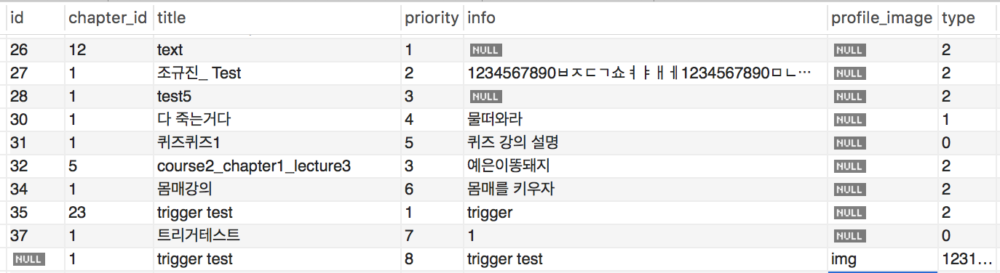 id chapter_id title priority info profile_image type
26 12 text 1 NULL NULL 2
27 1 조규진_ Test 2 1234567890ㅂㅈㄷㄱ쇼ㅕㅑㅐㅔ1234567890ㅁㄴ… NULL 2
28 1 test5 3 NULL NULL 2
30 1 다 죽는거다 4 물떠와라 NULL 1
31 1 퀴즈퀴즈1 5 퀴즈 강의 설명 NULL 0
32 5 course2_chapter1_lecture3 3 예은이똥돼지 NULL 2
34 1 몸매강의 6 몸매를 키우자 NULL 2
35 23 trigger test 1 trigger NULL 2
37 1 트리거테스트 7 1 NULL 0
NULL 1 trigger test 8 trigger test img 1231…